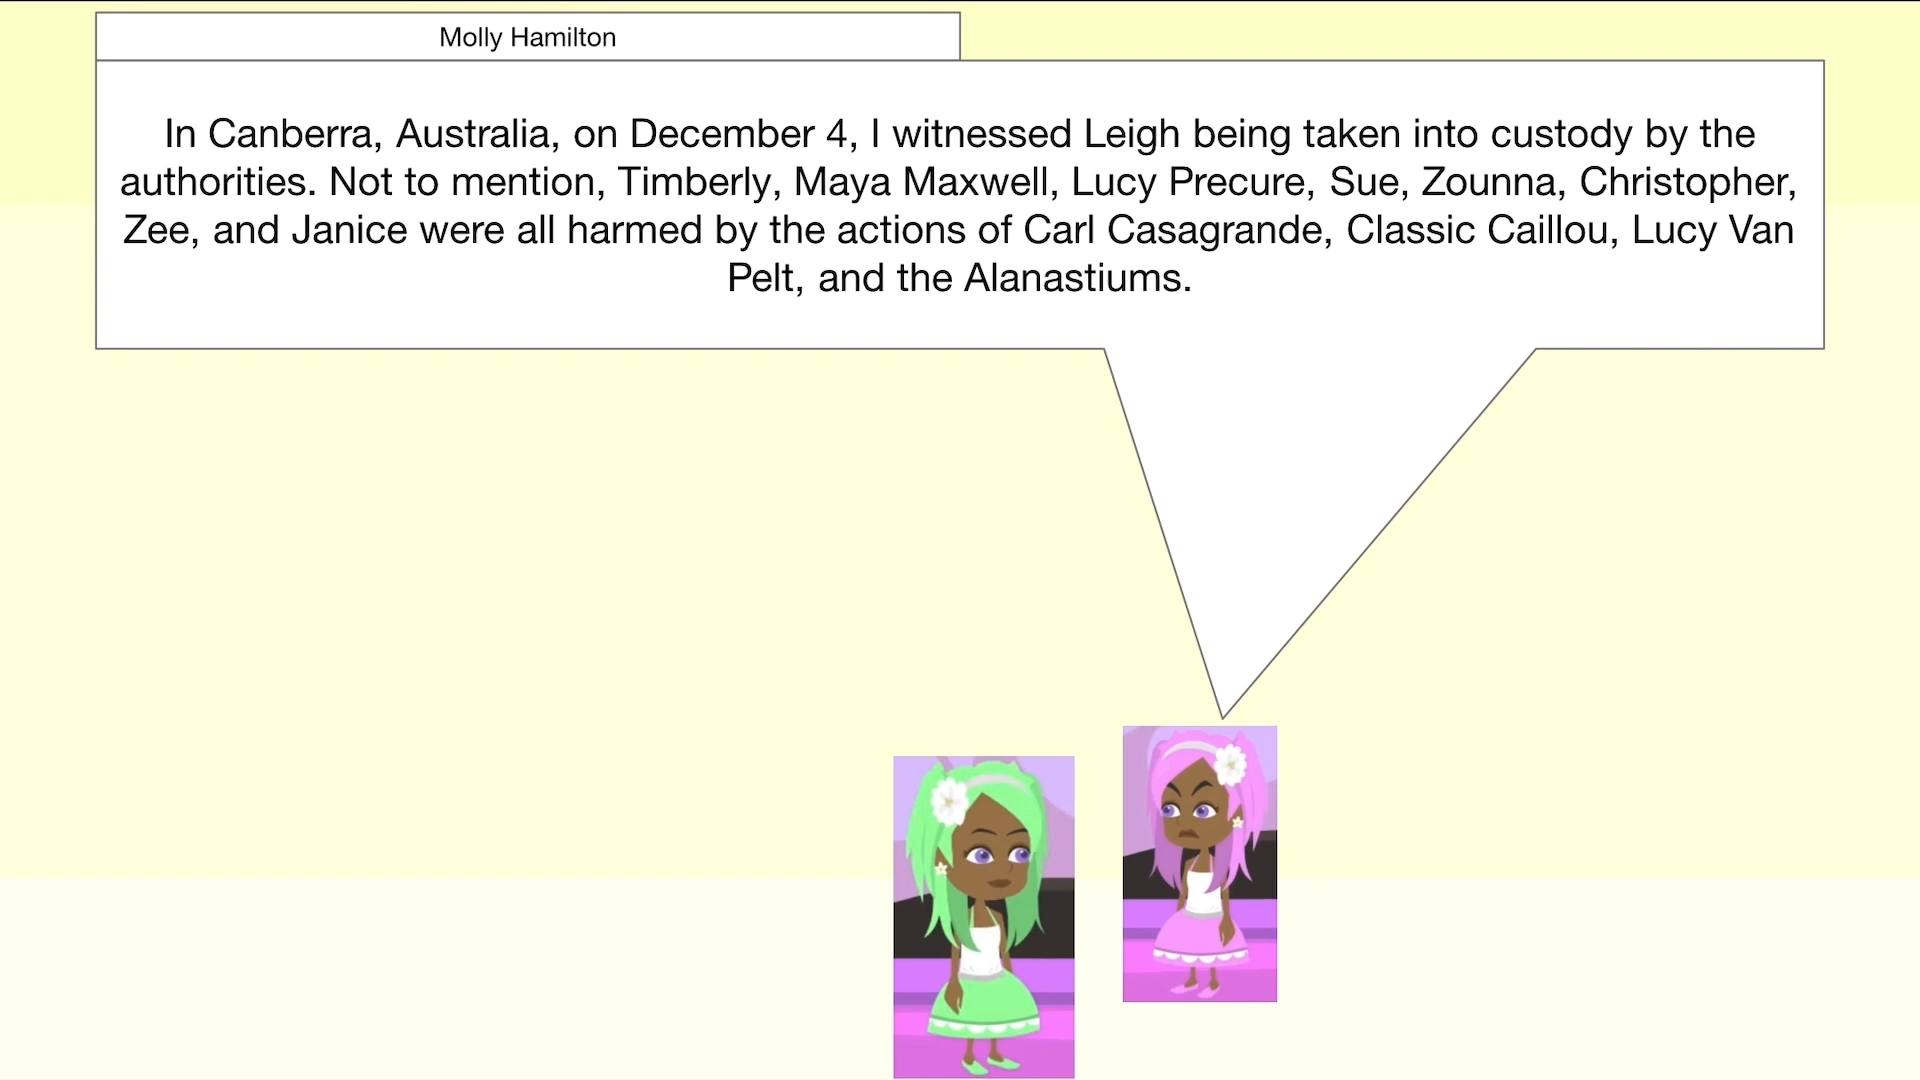 Molly Hamilton
In Canberra, Australia, on December 4, I witnessed Leigh being taken into custody by the
authorities. Not to mention, Timberly, Maya Maxwell, Lucy Precure, Sue, Zounna, Christopher,
Zee, and Janice were all harmed by the actions of Carl Casagrande, Classic Caillou, Lucy Van
Pelt, and the Alanastiums.